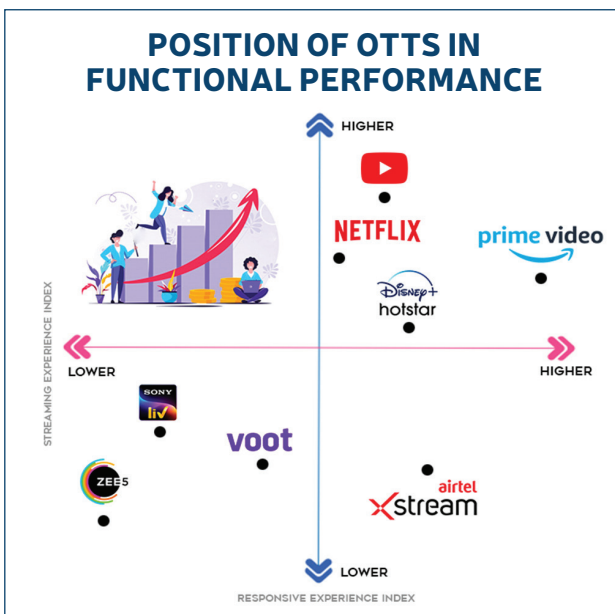 POSITION OF OTTS IN
FUNCTIONAL PERFORMANCE
HIGHER
NETFLIX
prime video
Disney+
hotstar
STREAMING EXPERIENCE INDEX
LOWER
HIGHER
SONY
liv
voot
ZEE5
airtel
Xstream
LOWER
RESPONSIVE EXPERIENCE INDEX